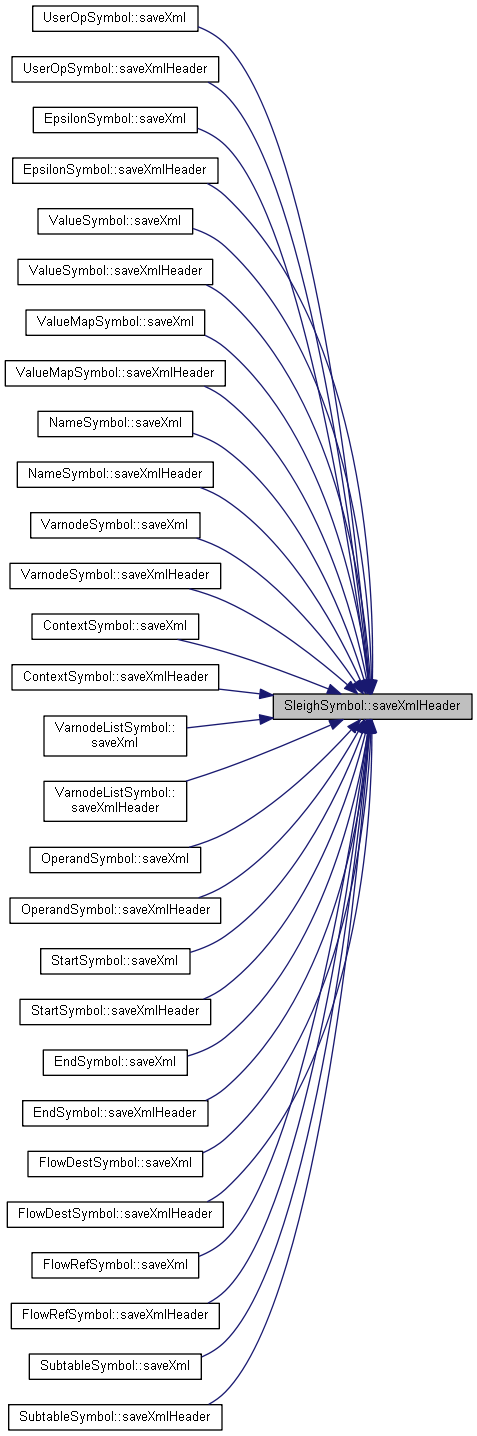 UserOpSymbol::saveXml
UserOpSymbol::saveXmlHeader
EpsilonSymbol::saveXml
EpsilonSymbol::saveXmlHeader
ValueSymbol::saveXml
ValueSymbol::saveXmlHeader
ValueMapSymbol::saveXml
ValueMapSymbol::saveXmlHeader
NameSymbol::saveXml
NameSymbol::saveXmlHeader
VarnodeSymbol::saveXml
VarnodeSymbol::saveXmlHeader
ContextSymbol::saveXml
ContextSymbol::saveXmlHeader
SleighSymbol::saveXmlHeader
VarnodeListSymbol::
saveXml
VarnodeListSymbol::
saveXmlHeader
OperandSymbol::saveXml
OperandSymbol::saveXmlHeader
StartSymbol::saveXml
StartSymbol::saveXmlHeader
EndSymbol::saveXml
EndSymbol::saveXmlHeader
FlowDestSymbol::saveXml
FlowDestSymbol::saveXmlHeader
FlowRefSymbol::saveXml
FlowRefSymbol::saveXmlHeader
SubtableSymbol::saveXml
SubtableSymbol::saveXmlHeader